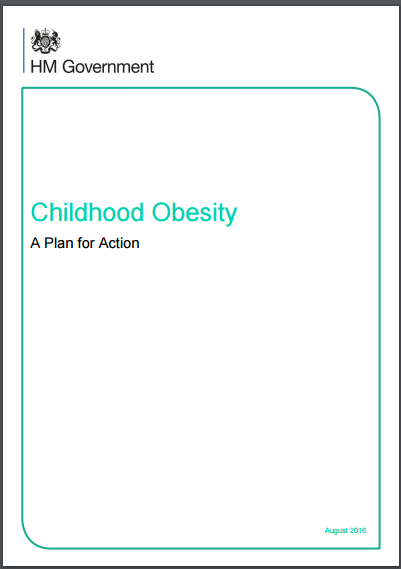 HM Government
Childhood Obesity
A Plan for Action
August 2016